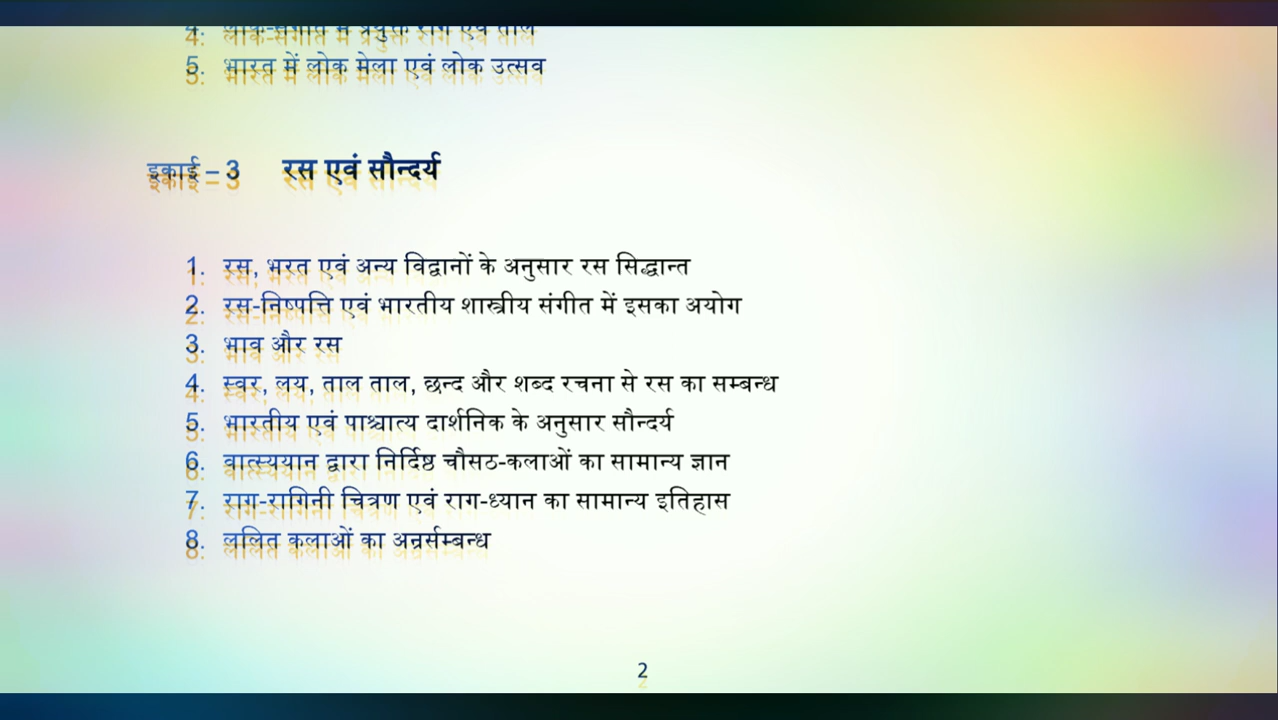 4. लोक-संगीत में प्रयुक्त राग एवं ताल
5. भारत में लोक मेला एवं लोक उत्सव
इकाई – 3 रस एवं सौन्दर्य
1. रस, भरत एवं अन्य विद्वानों के अनुसार रस सिद्धान्त
2. रस-निष्पत्ति एवं भारतीय शास्त्रीय संगीत में इसका अयोग
3. भाव और रस
4. स्वर, लय, ताल ताल, छन्द और शब्द रचना से रस का सम्बन्ध
5. भारतीय एवं पाश्चात्य दार्शनिक के अनुसार सौन्दर्य
6. वात्स्ययान द्वारा निर्दिष्ठ चौसठ-कलाओं का सामान्य ज्ञान
7. राग-रागिनी चित्रण एवं राग-ध्यान का सामान्य इतिहास
8. ललित कलाओं का अन्र्तसम्बन्ध
2